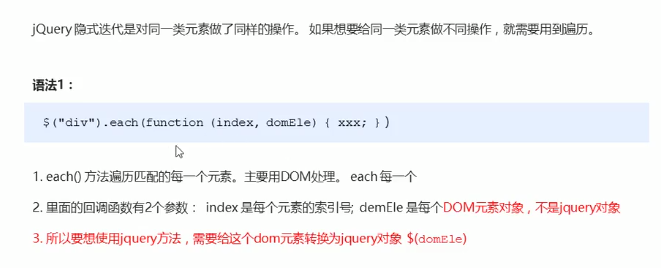 jQuery 隐式迭代是对同一类元素做了同样的操作。 如果想要给同一类元素做不同操作，就需要用到遍历。
语法1：
$("div").each(function (index, domEle) { xxx; })
1. each() 方法遍历匹配的每一个元素。主要用DOM处理。 each 每一个
2. 里面的回调函数有2个参数： index 是每个元素的索引号; demEle 是每个DOM元素对象，不是jquery对象
3. 所以要想使用jquery方法，需要给这个dom元素转换为jquery对象 $(domEle)